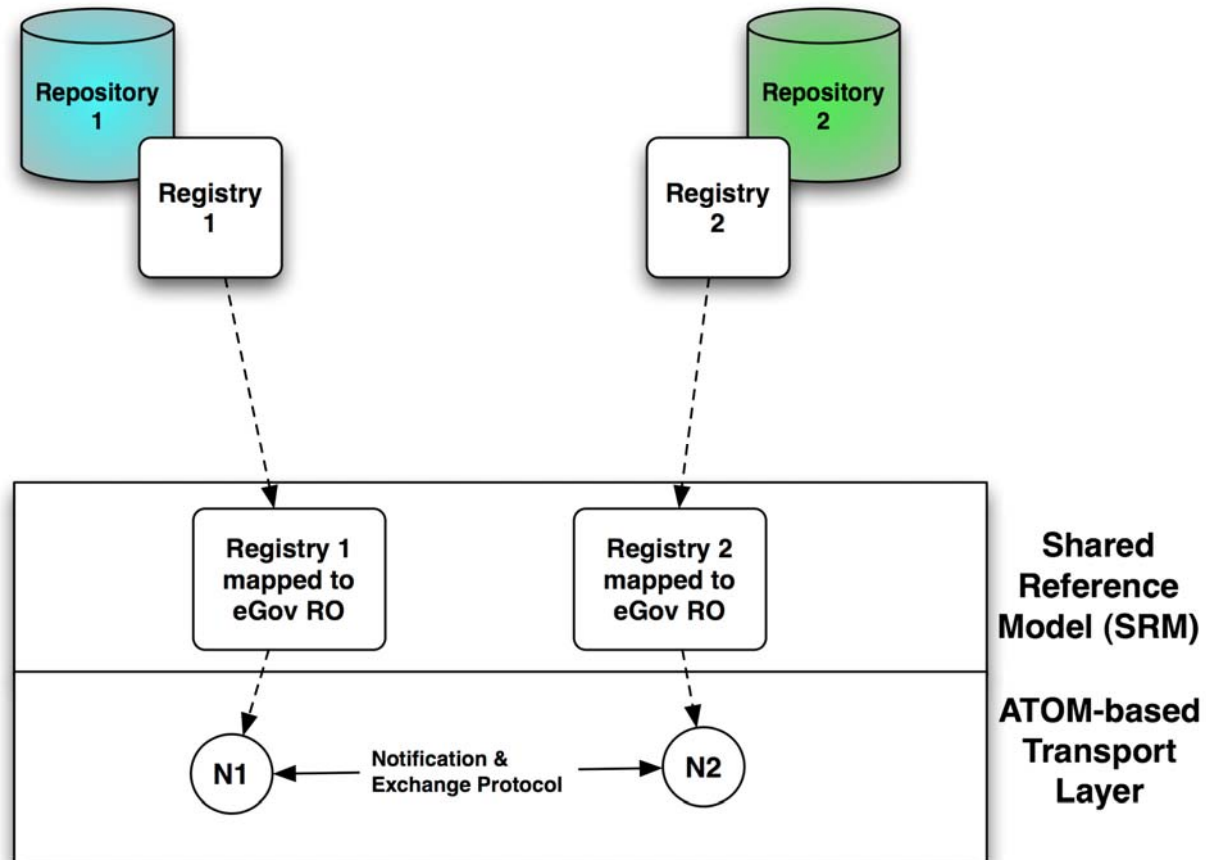 Repository
1
Repository
2
Registry
1
Registry
2
Registry 1
mapped to
eGov RO
Registry 2
mapped to
eGov RO
Shared
Reference
Model (SRM)
N1
Notification &
Exchange Protocol
N2
ATOM-based
Transport
Layer